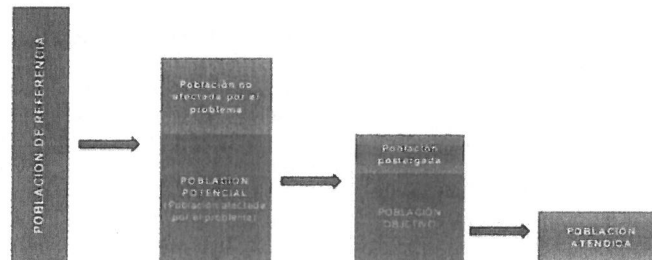 POBLACIÓN DE REFERENCIA
Población no
afectada por el
problema
POBLACIÓN
POTENCIAL
(Población afectada
por el problema)
Población
postergada
POBLACIÓN
OBJETIVO
POBLACIÓN
ATENDIDA